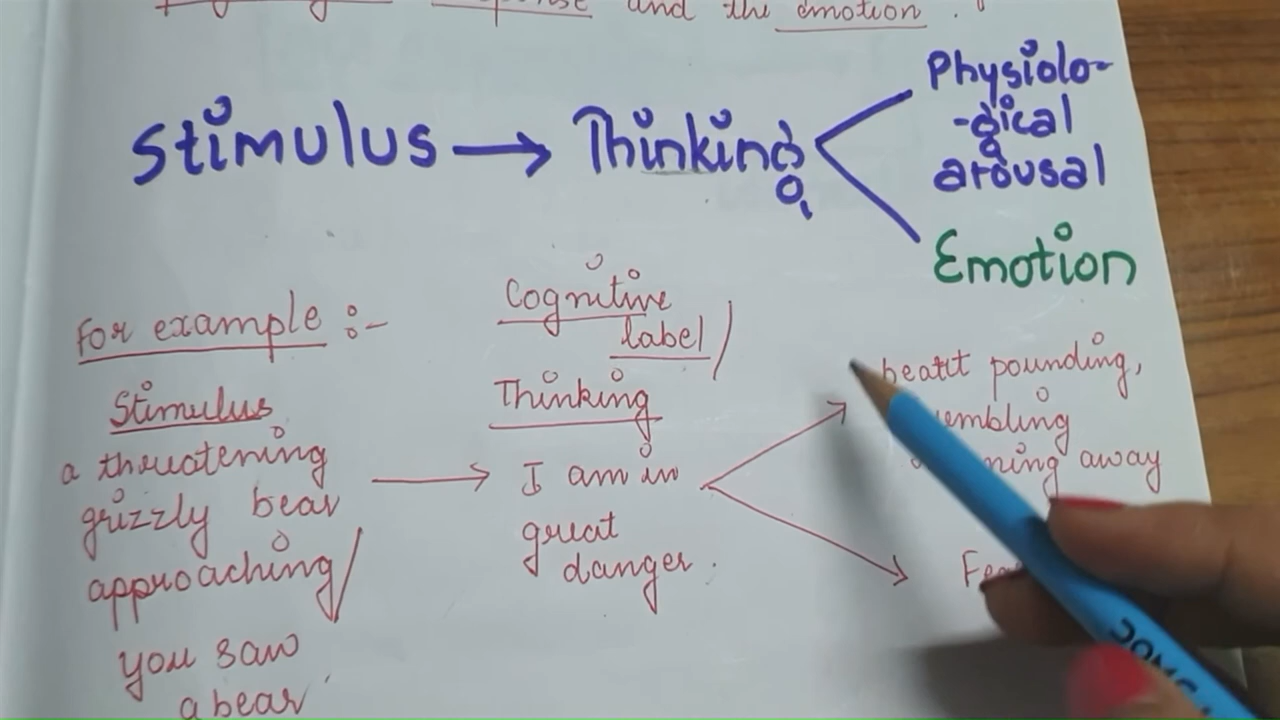 and the emotion.
Stimulus → Thinking
Physiolo-
-gical
arousal
Emotion
For example :-
Cognitive
label/
Stimulus
Thinking
a threatening
grizzly bear
approaching/
you saw
a bear
I am in
great
danger.
pounding,
away
DOMS